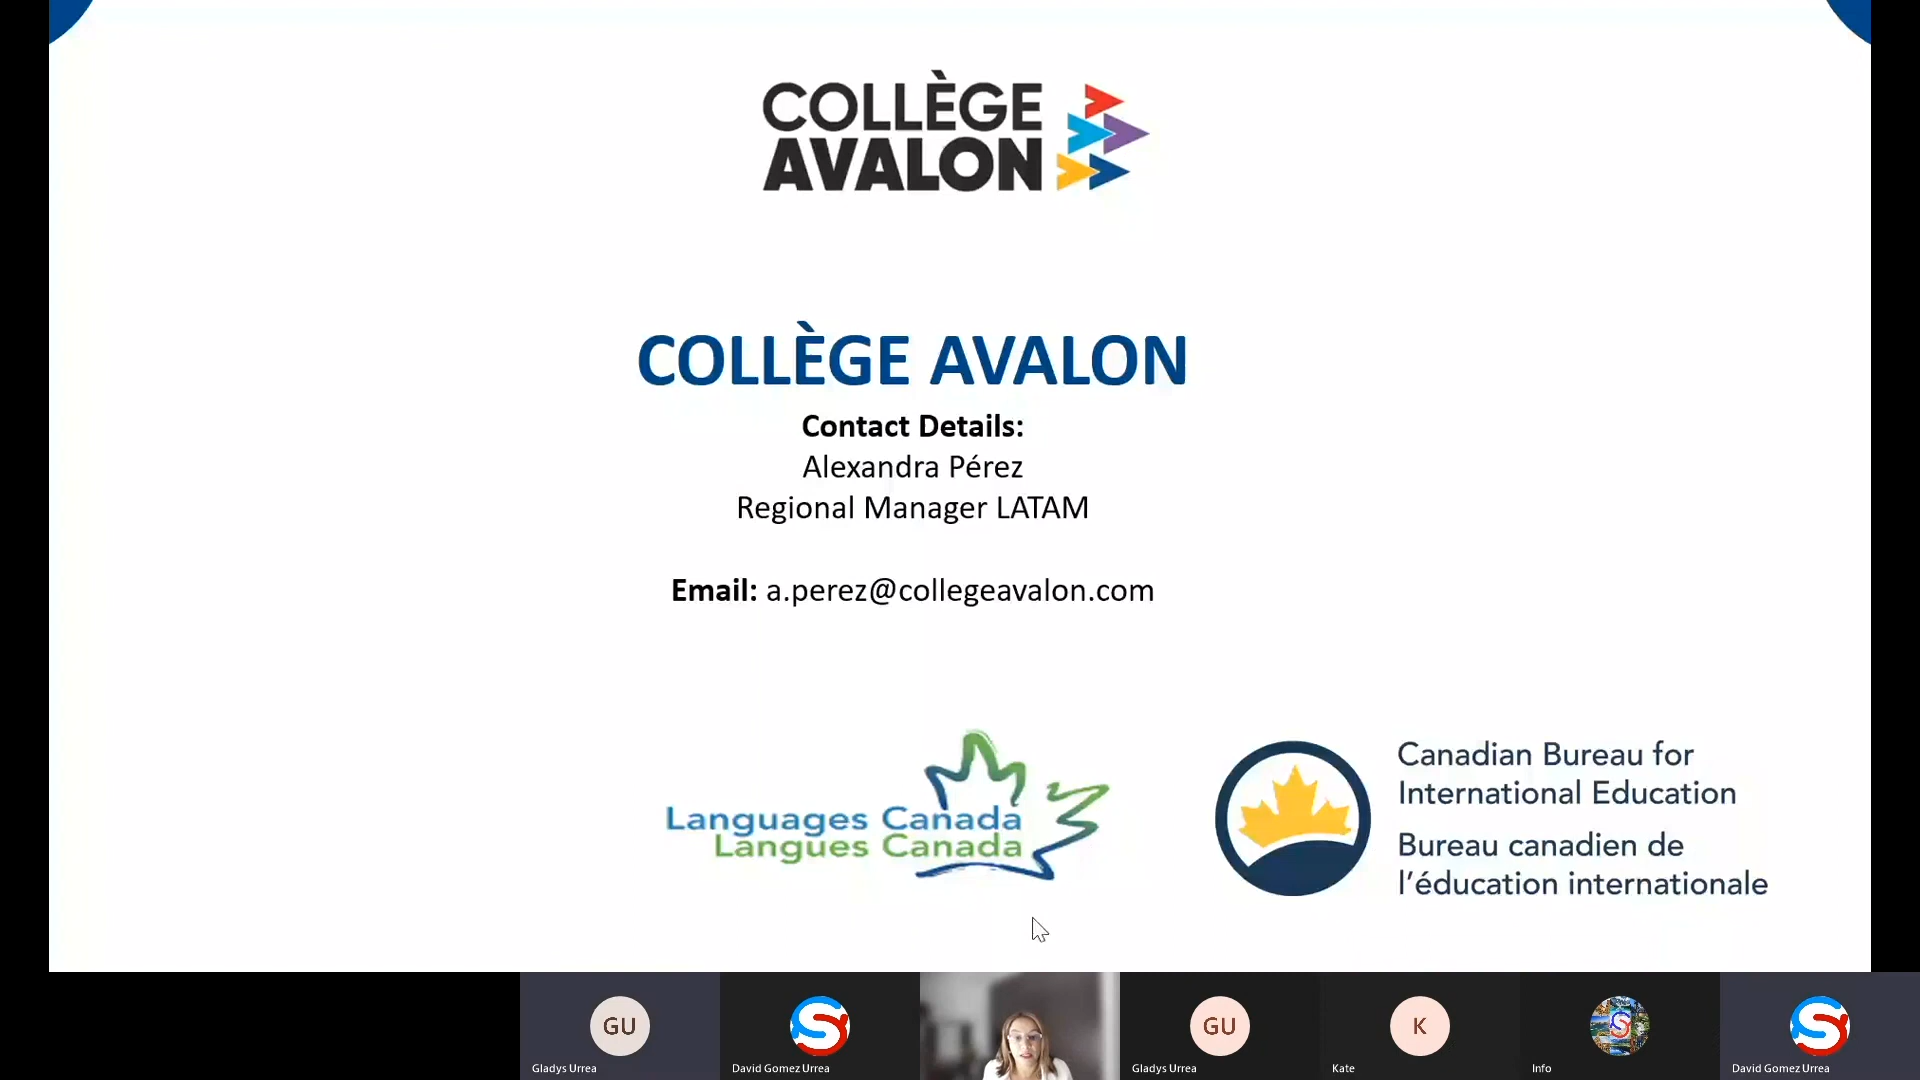 COLLÈGE
AVALON
COLLÈGE AVALON
Contact Details:
Alexandra Pérez
Regional Manager LATAM
Email: a.perez@collegeavalon.com
Languages Canada
Langues Canada
Canadian Bureau for
International Education
Bureau canadien de
l'éducation internationale
GU
Gladys Urrea
S
David Gomez Urrea
GU
Gladys Urrea
K
Kate
S
Info
S
David Gomez Urrea